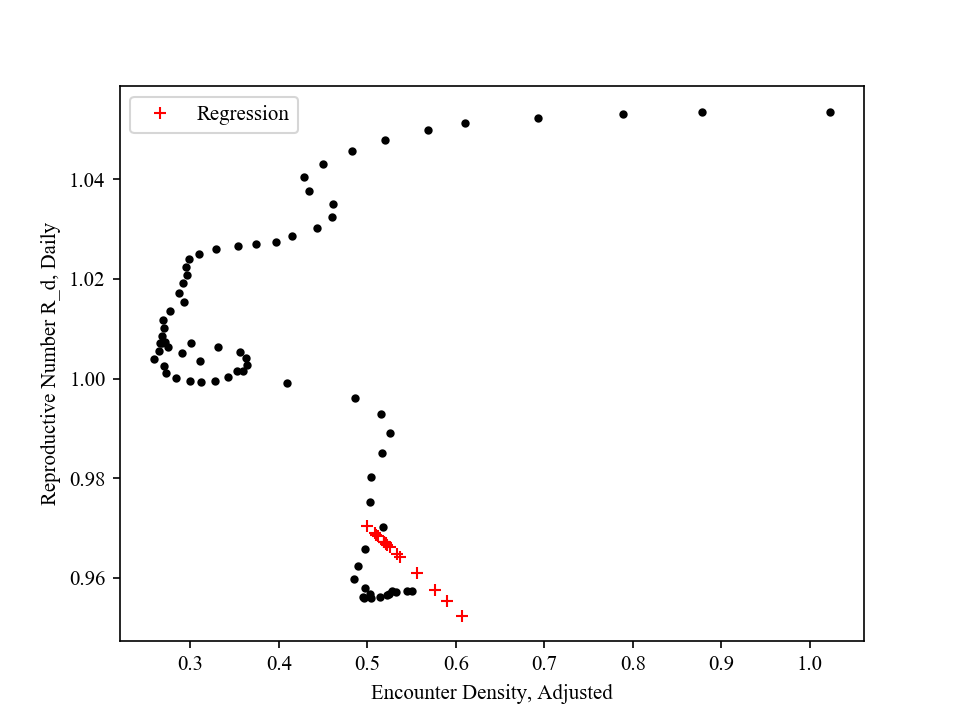 Regression
Reproductive Number R_d, Daily
1.04
1.02
1.00
0.98
0.96
0.3 0.4 0.5 0.6 0.7 0.8 0.9 1.0
Encounter Density, Adjusted